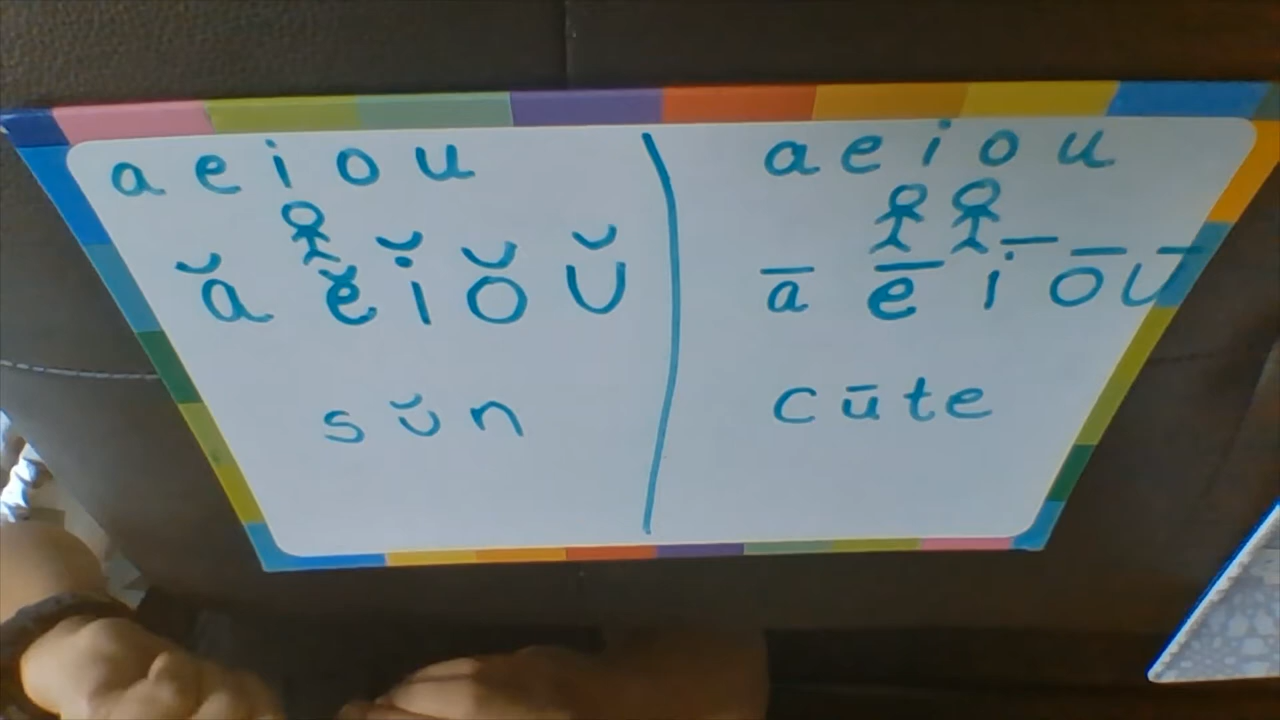 a e i o u
ă ĕ ĭ ŏ ŭ
sŭn
a e i o u
ā ē ī ō ū
cūte